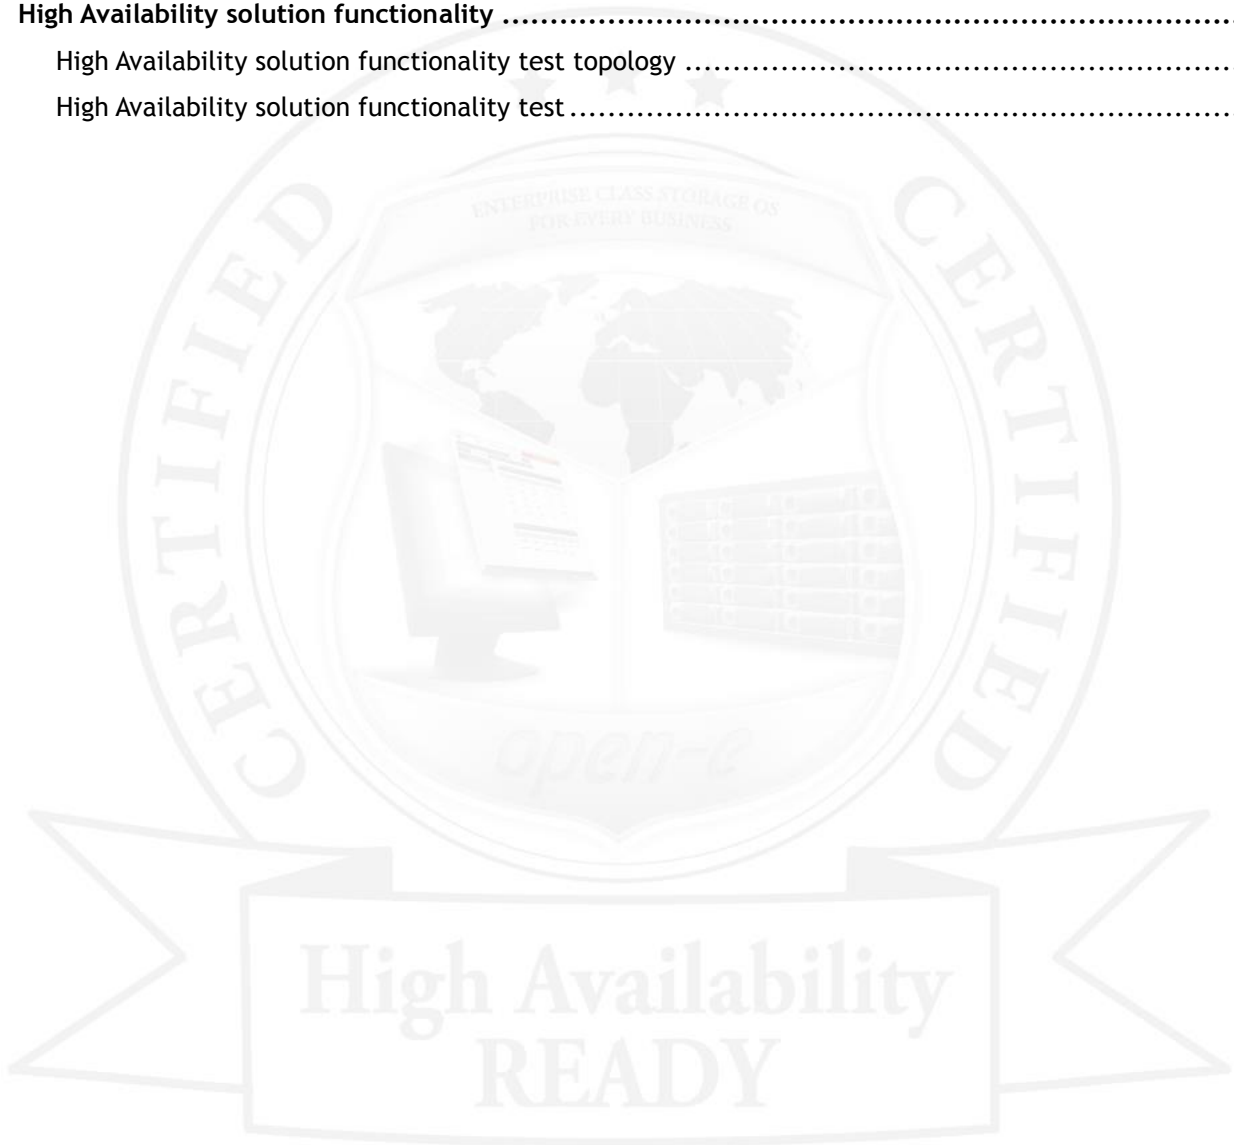 High Availability solution functionality ........................................................................................
High Availability solution functionality test topology .................................................................
High Availability solution functionality test ..............................................................................
ENTERPRISE CLASS STORAGE OS
FOR EVERY BUSINESS
CERTIFIED
CERTIFIED
open-e
High Availability
READY